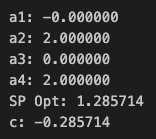 a1: -0.000000
a2: 2.000000
a3: 0.000000
a4: 2.000000
SP Opt: 1.285714
c: -0.285714